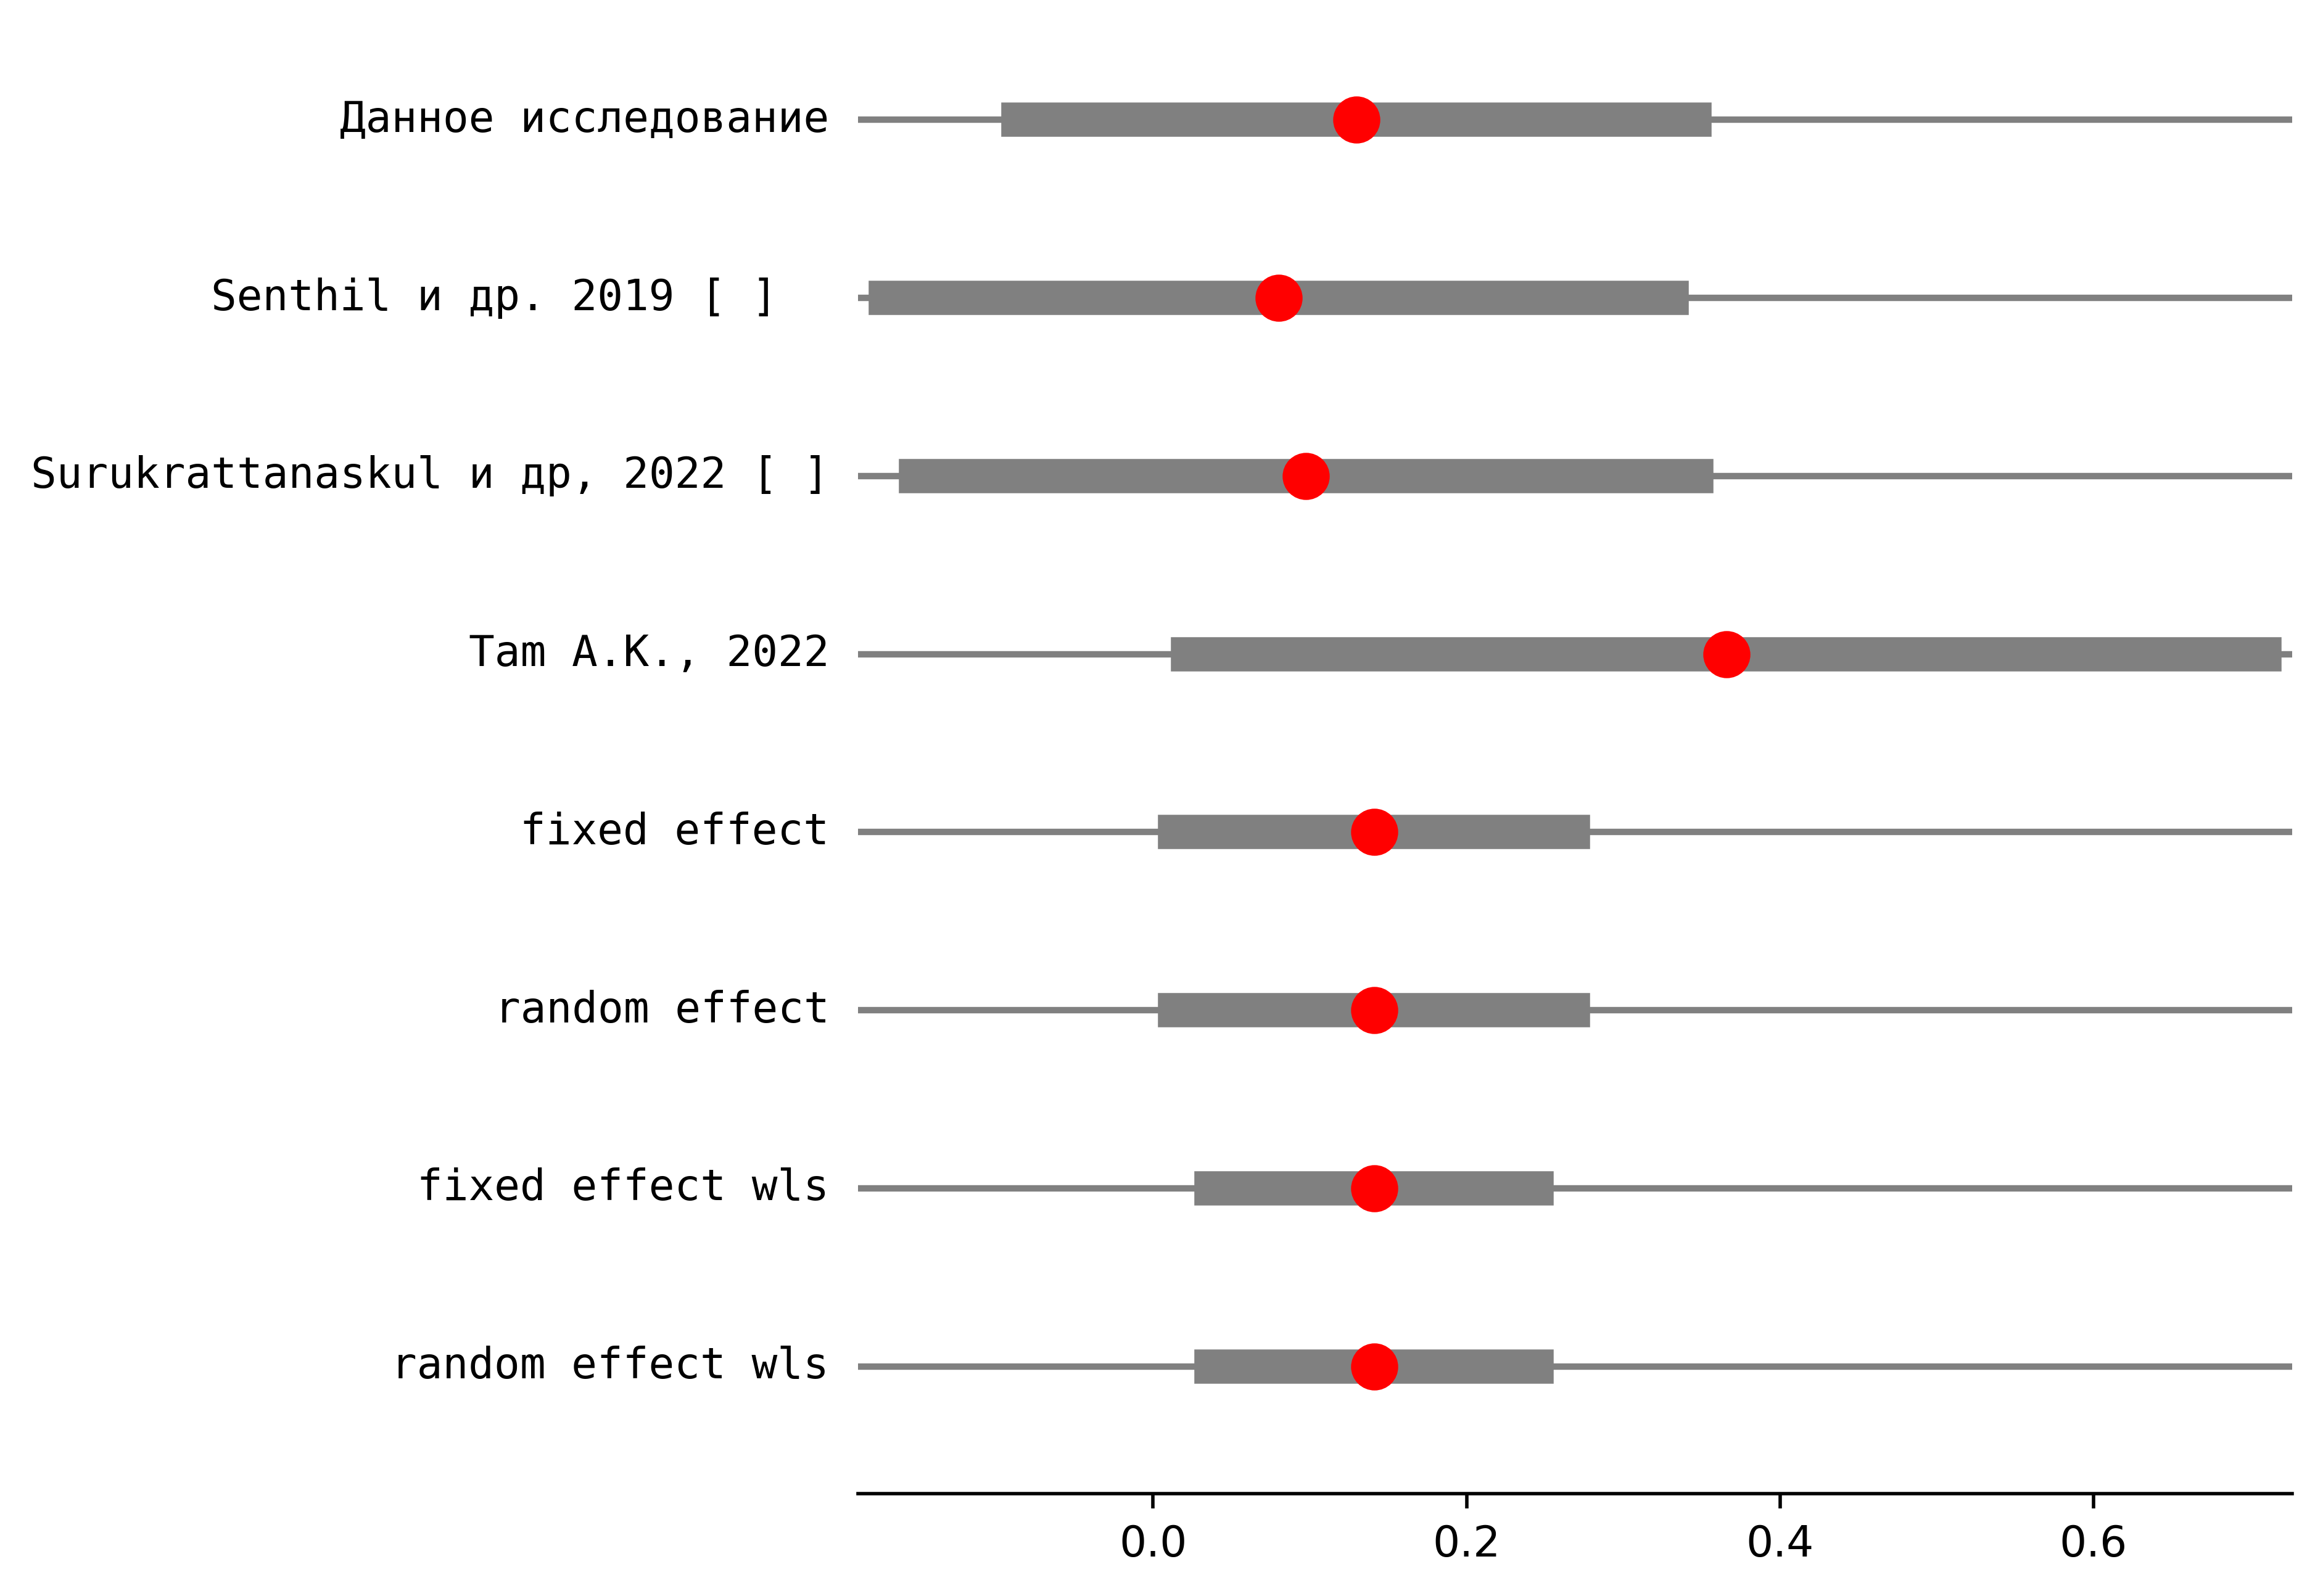 Данное исследование
Senthil и др. 2019 [ ]
Surukrattanaskul и др, 2022 [ ]
Tam A.K., 2022
fixed effect
random effect
fixed effect wls
random effect wls
0.0 0.2 0.4 0.6